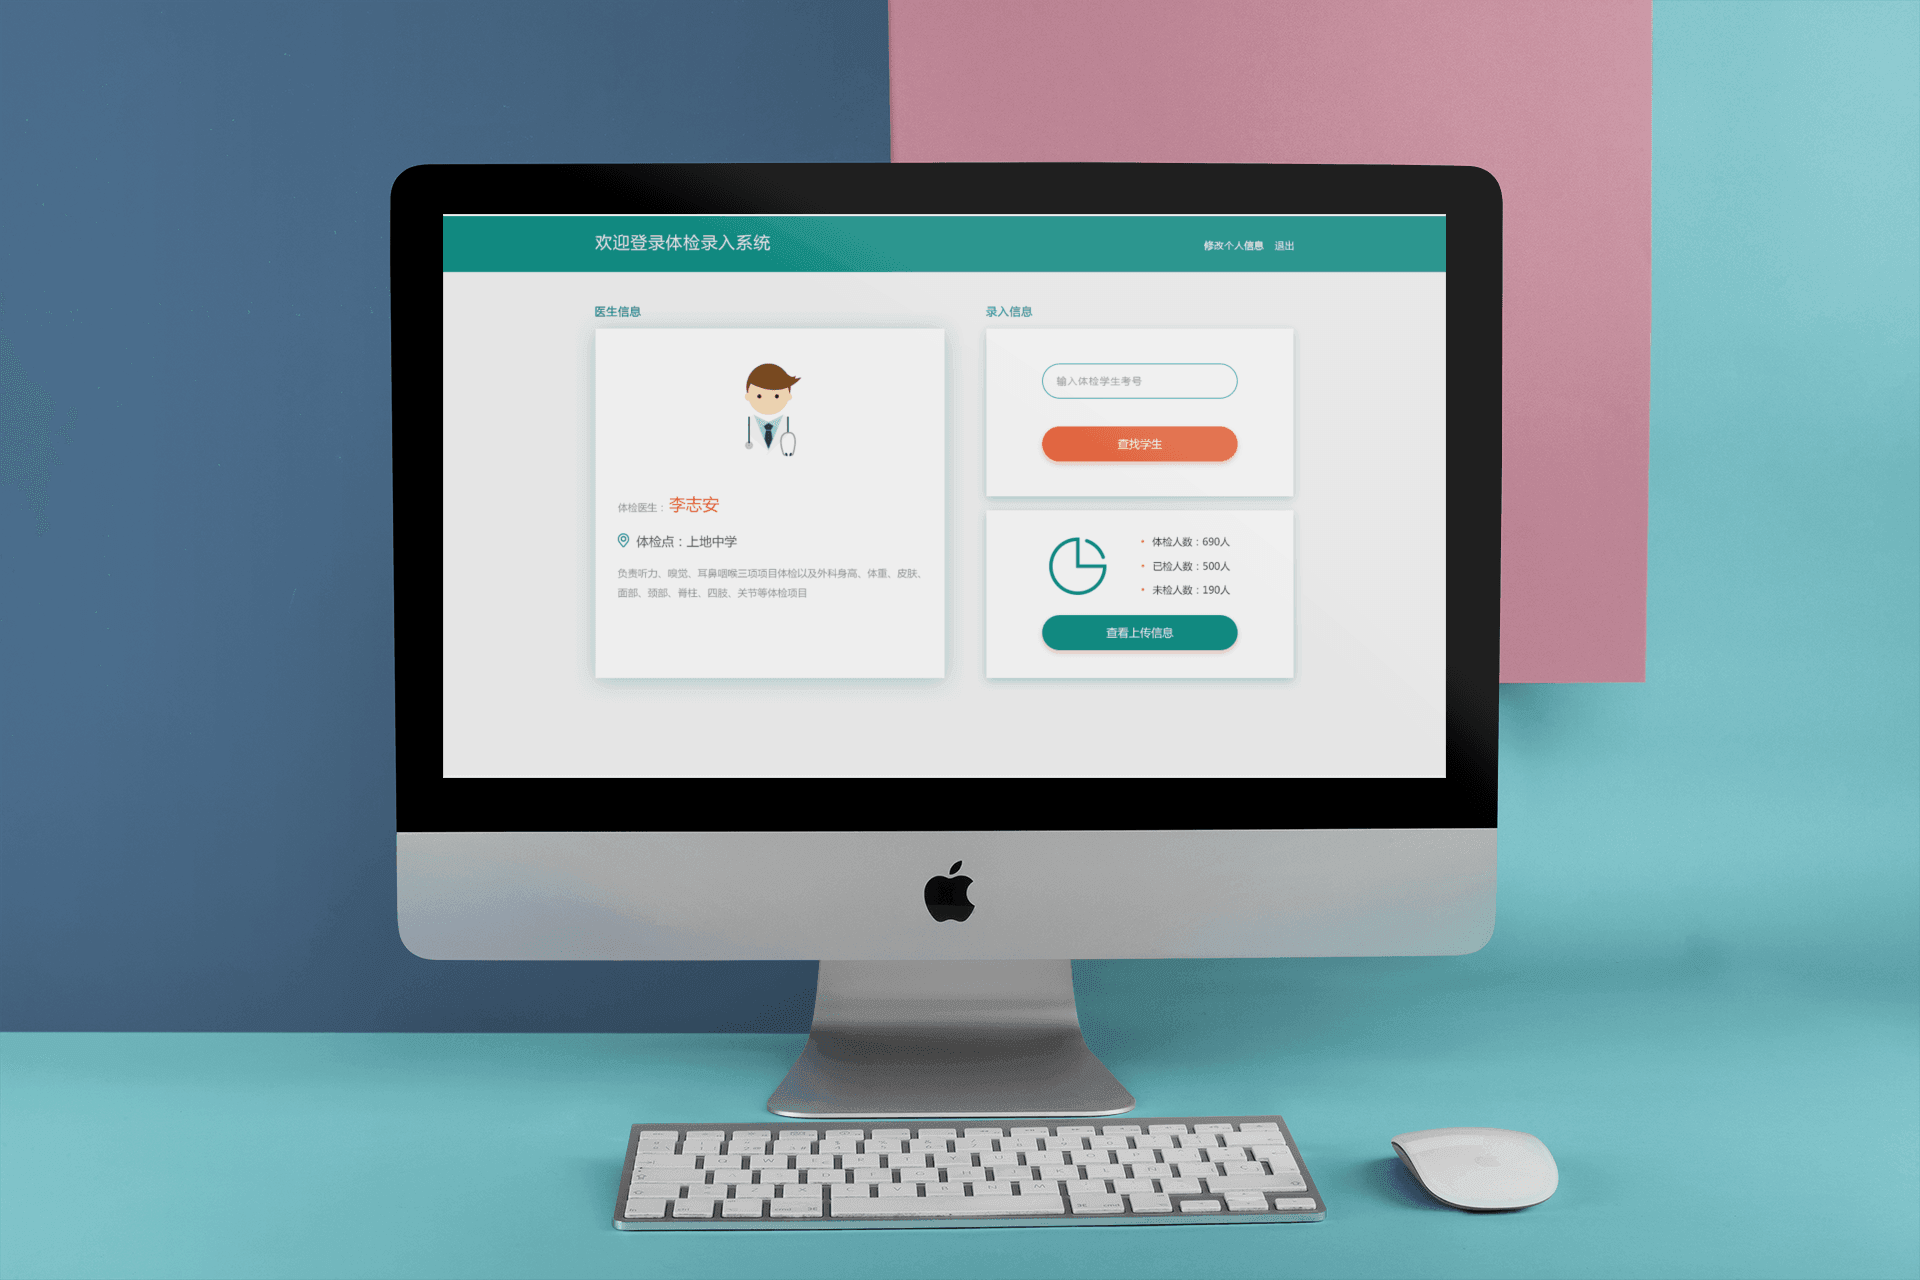 欢迎登录体检录入系统
修改个人信息 退出
医生信息
录入信息
输入体检学生考号
查找学生
体检医生：李志安
体检点：上地中学
负责听力、嗅觉、耳鼻咽喉三项项目体检以及外科身高、体重、皮肤、
面部、颈部、脊柱、四肢、关节等体检项目
体检人数：690人
已检人数：500人
未检人数：190人
查看上传信息